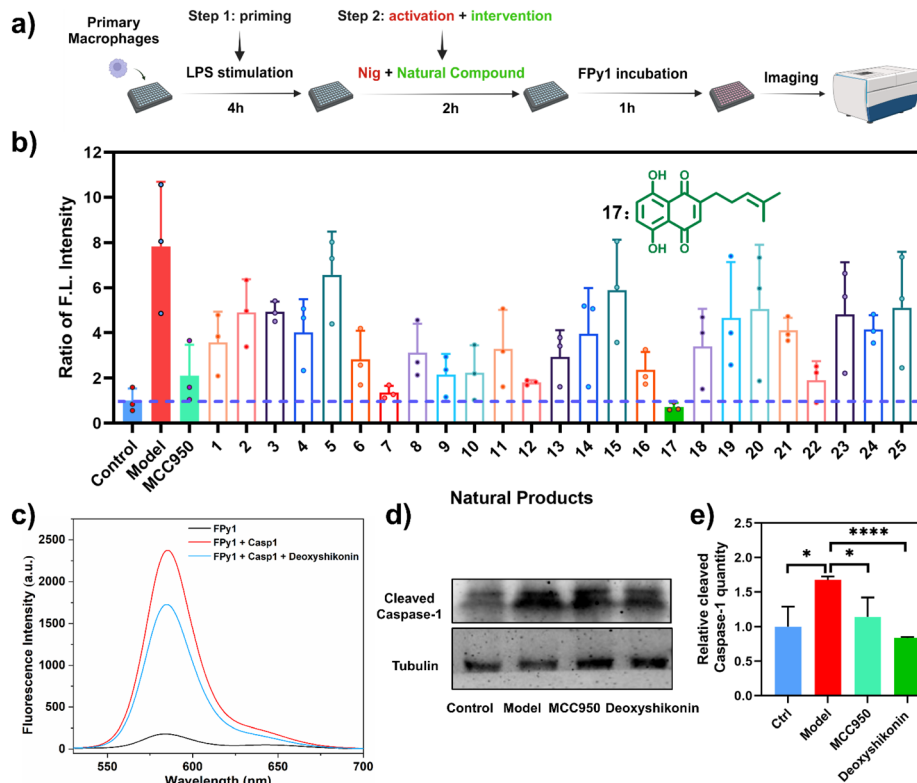 a)
Primary
Macrophages
Step 1: priming
LPS stimulation
4h
Step 2: activation + intervention
Nig + Natural Compound
2h
FPy1 incubation
1h
Imaging
b)
Ratio of F.L. Intensity
12
10
8
6
4
2
0
17:
OH
O
OH
O
Control
Model
MCC950
1
2
3
4
5
6
7
8
9
10
11
12
13
14
15
16
17
18
19
20
21
22
23
24
25
Natural Products
c)
Fluorescence Intensity (a.u.)
2500
2000
1500
1000
500
0
FPy1
FPy1 + Casp1
FPy1 + Casp1 + Deoxyshikonin
550
600
650
700
Wavelength (nm)
d)
Cleaved
Caspase-1
Tubulin
Control Model MCC950 Deoxyshikonin
e)
Relative cleaved
Caspase-1 quantity
2.5
2.0
1.5
1.0
0.5
0.0
****
*
*
Ctrl
Model
MCC950
Deoxyshikonin